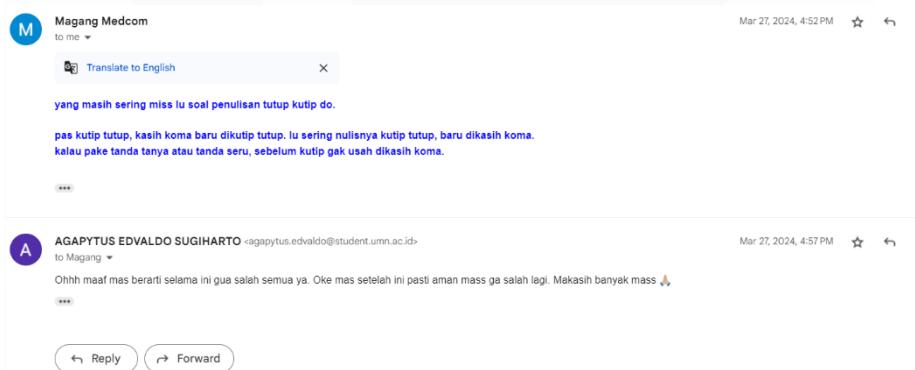 M
Magang Medcom
Mar 27, 2024, 4:52 PM
to me
Translate to English
yang masih sering miss lu soal penulisan tutup kutip do.
pas kutip tutup, kasih koma baru dikutip tutup. lu sering nulisnya kutip tutup, baru dikasih koma.
kalau pake tanda tanya atau tanda seru, sebelum kutip gak usah dikasih koma.
A
AGAPYTUS EDVALDO SUGIHARTO <agapytus.edvaldo@student.umn.ac.id>
Mar 27, 2024, 4:57 PM
to Magang
Ohhh maaf mas berarti selama ini gua salah semua ya. Oke mas setelah ini pasti aman mass ga salah lagi. Makasih banyak mass 🙏🏼
Reply
Forward